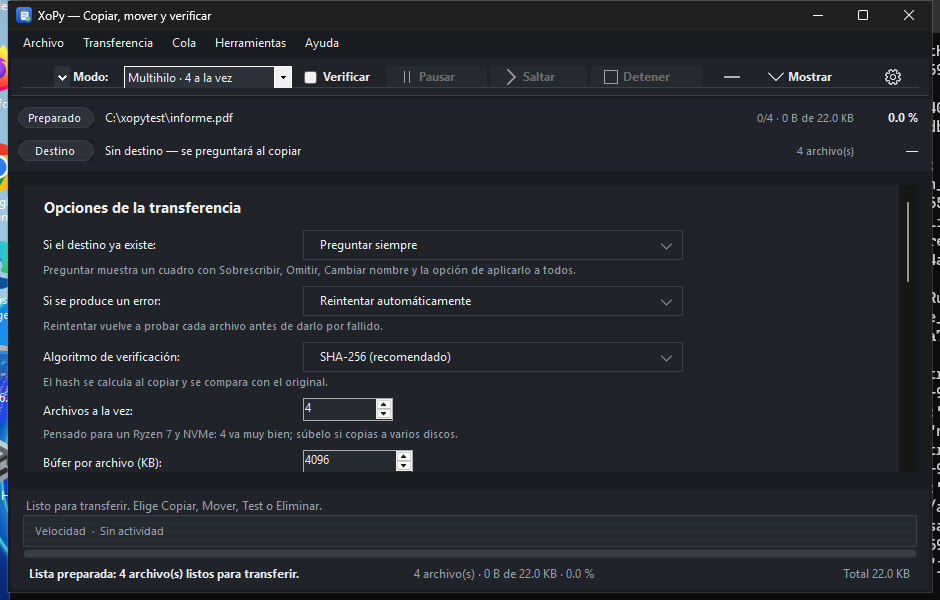 XoPy — Copiar, mover y verificar
Archivo Transferencia Cola Herramientas Ayuda
Modo: Multihilo · 4 a la vez Verificar Pausar Saltar Detener Mostrar
Preparado C:\xopytest\informe.pdf 0/4 · 0 B de 22.0 KB 0.0 %
Destino Sin destino — se preguntará al copiar 4 archivo(s) —
Opciones de la transferencia
Si el destino ya existe: Preguntar siempre
Preguntar muestra un cuadro con Sobrescribir, Omitir, Cambiar nombre y la opción de aplicarlo a todos.
Si se produce un error: Reintentar automáticamente
Reintentar vuelve a probar cada archivo antes de darlo por fallido.
Algoritmo de verificación: SHA-256 (recomendado)
El hash se calcula al copiar y se compara con el original.
Archivos a la vez: 4
Pensado para un Ryzen 7 y NVMe: 4 va muy bien; súbelo si copias a varios discos.
Búfer por archivo (KB): 4096
Listo para transferir. Elige Copiar, Mover, Test o Eliminar.
Velocidad · Sin actividad
Lista preparada: 4 archivo(s) listos para transferir. 4 archivo(s) · 0 B de 22.0 KB · 0.0 % Total 22.0 KB